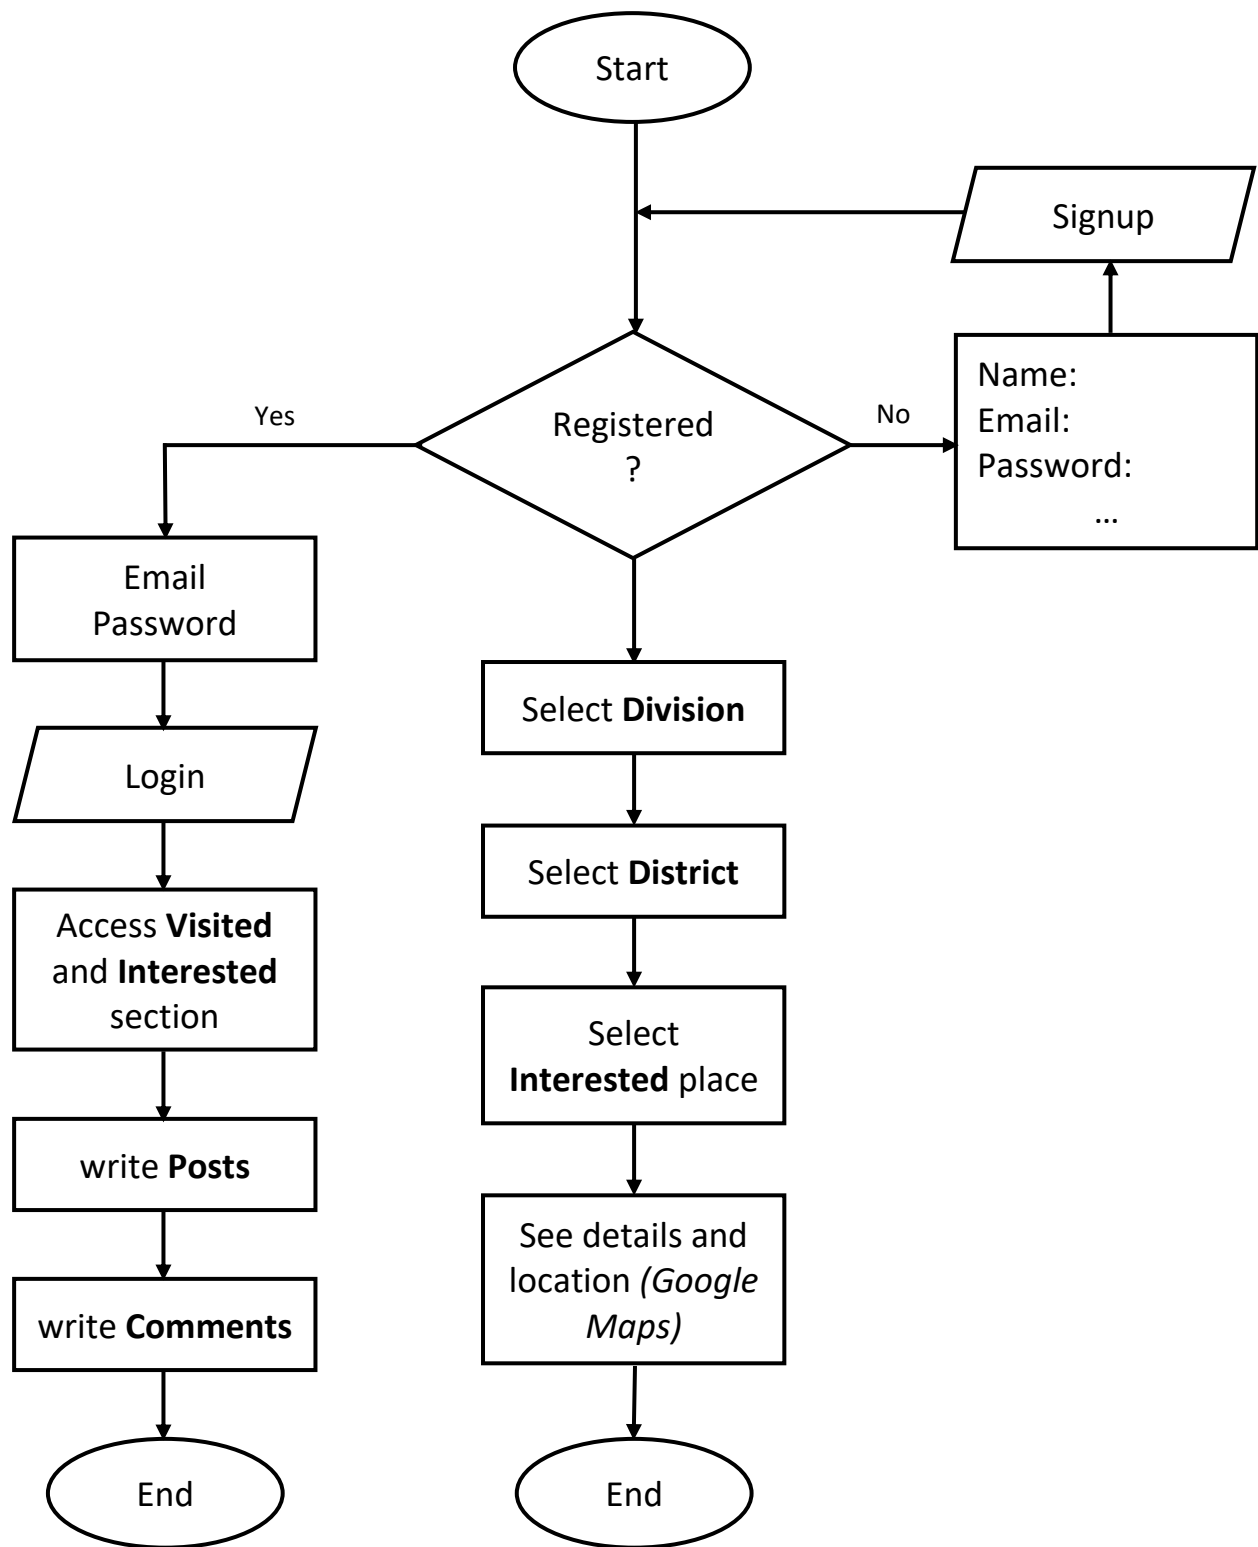 Start
Signup
Name:
Email:
Password:
...
Yes
Registered
?
No
Email
Password
Login
Access Visited
and Interested
section
write Posts
write Comments
End
Select Division
Select District
Select
Interested place
See details and
location (Google
Maps)
End